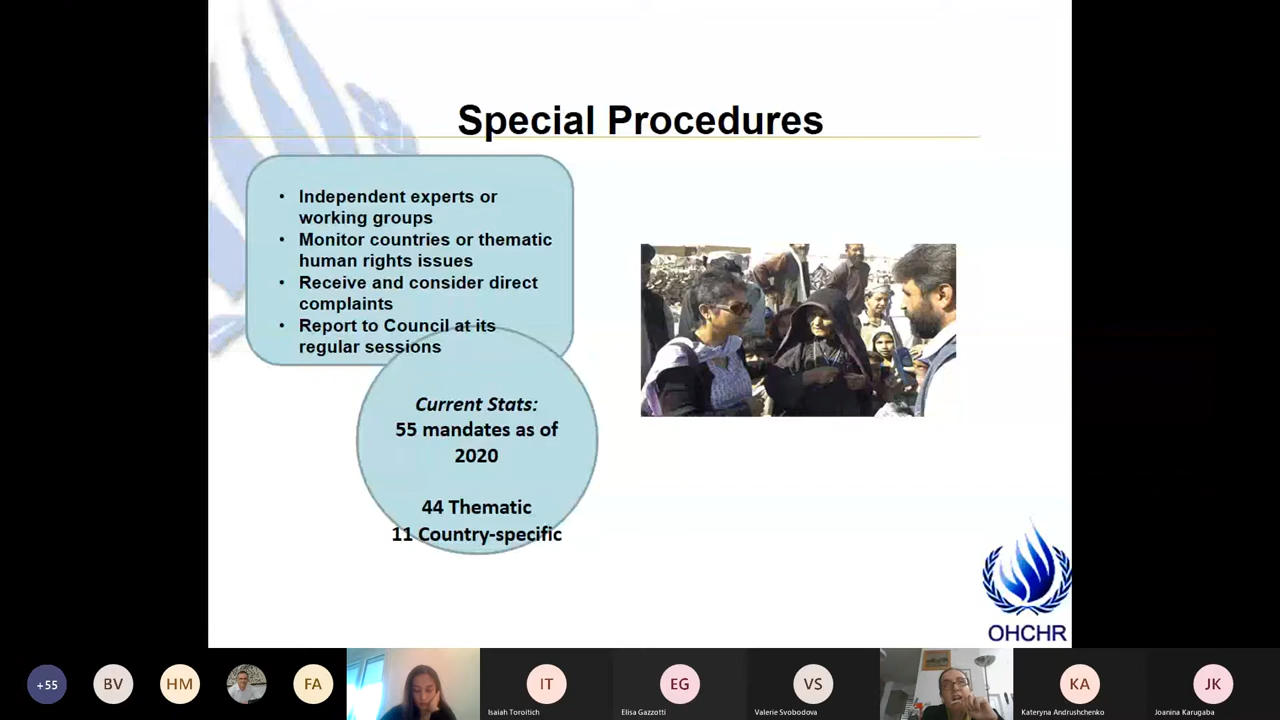 Special Procedures
• Independent experts or
working groups
• Monitor countries or thematic
human rights issues
• Receive and consider direct
complaints
• Report to Council at its
regular sessions
Current Stats:
55 mandates as of
2020
44 Thematic
11 Country-specific
OHCHR
+55
BV
HM
FA
IT
Isaiah Toroitich
EG
Elisa Gazzotti
VS
Valerie Svobodova
KA
Kateryna Andrushchenko
JK
Joanina Karugaba